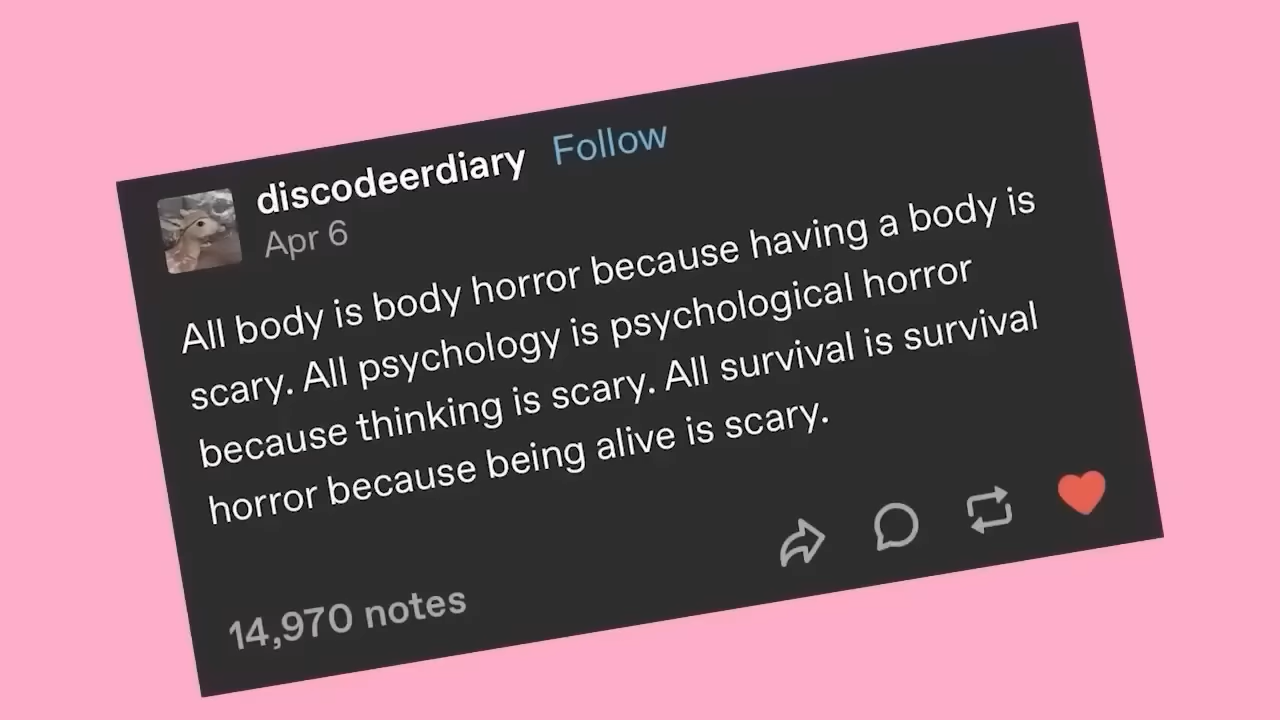 discodeerdiary Follow
Apr 6
All body is body horror because having a body is
scary. All psychology is psychological horror
because thinking is scary. All survival is survival
horror because being alive is scary.
14,970 notes